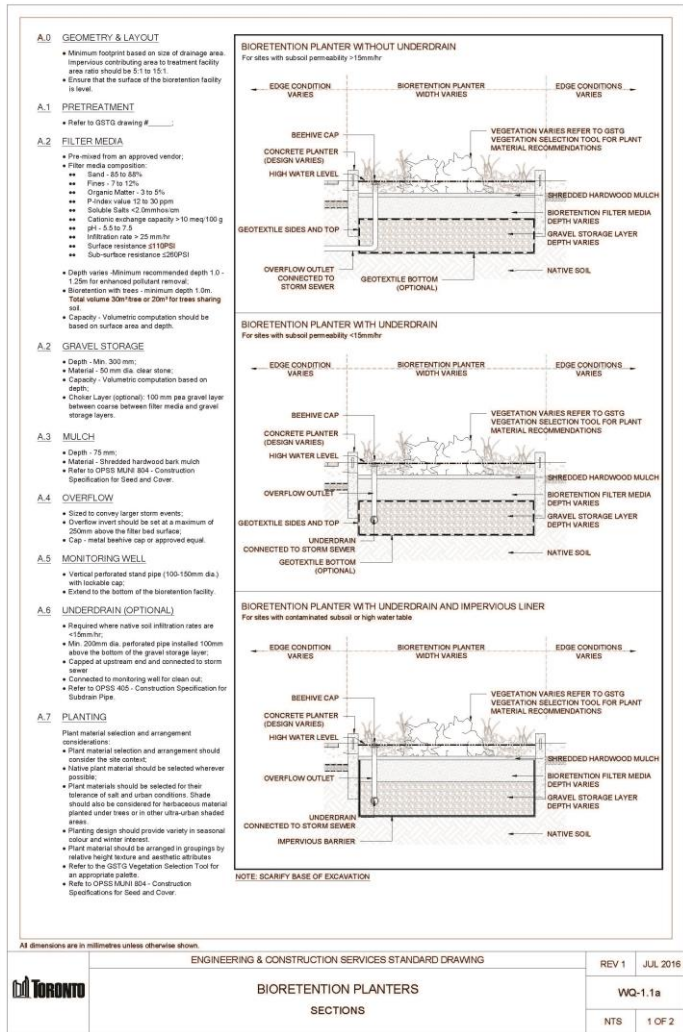 A.0 GEOMETRY & LAYOUT
• Minimum footprint based on size of drainage area.
Impervious contributing area to treatment facility
area ratio should be 5:1 to 15:1.
• Ensure that the surface of the bioretention facility
is level.
A.1 PRETREATMENT
• Refer to GSTG drawing #_____;
A.2 FILTER MEDIA
• Pre-mixed from an approved vendor;
• Filter media composition:
•• Sand - 85 to 88%
•• Fines - 7 to 12%
•• Organic Matter - 3 to 5%
•• P-Index value 12 to 30 ppm
•• Soluble Salts <2.0mmhos/cm
•• Cationic exchange capacity >10 meq/100 g
•• pH - 5.5 to 7.5
•• Infiltration rate > 25 mm/hr
•• Surface resistance ≤110PSI
•• Sub-surface resistance ≤260PSI
• Depth varies -Minimum recommended depth 1.0 -
1.25m for enhanced pollutant removal;
• Bioretention with trees - minimum depth 1.0m.
Total volume 30m³/tree or 20m³ for trees sharing
soil.
• Capacity - Volumetric computation should be
based on surface area and depth.
A.2 GRAVEL STORAGE
• Depth - Min. 300 mm;
• Material - 50 mm dia. clear stone;
• Capacity - Volumetric computation based on
depth;
• Choker Layer (optional): 100 mm pea gravel layer
between coarse between filter media and gravel
storage layers.
A.3 MULCH
• Depth - 75 mm;
• Material - Shredded hardwood bark mulch
• Refer to OPSS MUNI 804 - Construction
Specification for Seed and Cover.
A.4 OVERFLOW
• Sized to convey larger storm events;
• Overflow invert should be set at a maximum of
250mm above the filter bed surface;
• Cap - metal beehive cap or approved equal.
A.5 MONITORING WELL
• Vertical perforated stand pipe (100-150mm dia.)
with lockable cap;
• Extend to the bottom of the bioretention facility.
A.6 UNDERDRAIN (OPTIONAL)
• Required where native soil infiltration rates are
<15mm/hr;
• Min. 200mm dia. perforated pipe installed 100mm
above the bottom of the gravel storage layer;
• Capped at upstream end and connected to storm
sewer
• Connected to monitoring well for clean out;
• Refer to OPSS 405 - Construction Specification for
Subdrain Pipe.
A.7 PLANTING
Plant material selection and arrangement
considerations:
• Plant material selection and arrangement should
consider the site context;
• Native plant material should be selected wherever
possible;
• Plant materials should be selected for their
tolerance of salt and urban conditions. Shade
should also be considered for herbaceous material
planted under trees or in other ultra-urban shaded
areas.
• Planting design should provide variety in seasonal
colour and winter interest.
• Plant material should be arranged in groupings by
relative height texture and aesthetic attributes
• Refer to the GSTG Vegetation Selection Tool for
an appropriate palette.
• Refe to OPSS MUNI 804 - Construction
Specifications for Seed and Cover.
BIORETENTION PLANTER WITHOUT UNDERDRAIN
For sites with subsoil permeability >15mm/hr
EDGE CONDITION
VARIES
BIORETENTION PLANTER
WIDTH VARIES
EDGE CONDITIONS
VARIES
BEEHIVE CAP
CONCRETE PLANTER
(DESIGN VARIES)
HIGH WATER LEVEL
VEGETATION VARIES REFER TO GSTG
VEGETATION SELECTION TOOL FOR PLANT
MATERIAL RECOMMENDATIONS
SHREDDED HARDWOOD MULCH
BIORETENTION FILTER MEDIA
DEPTH VARIES
GEOTEXTILE SIDES AND TOP
GRAVEL STORAGE LAYER
DEPTH VARIES
OVERFLOW OUTLET
CONNECTED TO
STORM SEWER
GEOTEXTILE BOTTOM
(OPTIONAL)
NATIVE SOIL
BIORETENTION PLANTER WITH UNDERDRAIN
For sites with subsoil permeability <15mm/hr
EDGE CONDITION
VARIES
BIORETENTION PLANTER
WIDTH VARIES
EDGE CONDITIONS
VARIES
BEEHIVE CAP
CONCRETE PLANTER
(DESIGN VARIES)
HIGH WATER LEVEL
VEGETATION VARIES REFER TO GSTG
VEGETATION SELECTION TOOL FOR PLANT
MATERIAL RECOMMENDATIONS
SHREDDED HARDWOOD MULCH
OVERFLOW OUTLET
BIORETENTION FILTER MEDIA
DEPTH VARIES
GEOTEXTILE SIDES AND TOP
GRAVEL STORAGE LAYER
DEPTH VARIES
UNDERDRAIN
CONNECTED TO STORM SEWER
GEOTEXTILE BOTTOM
(OPTIONAL)
NATIVE SOIL
BIORETENTION PLANTER WITH UNDERDRAIN AND IMPERVIOUS LINER
For sites with contaminated subsoil or high water table
EDGE CONDITION
VARIES
BIORETENTION PLANTER
WIDTH VARIES
EDGE CONDITIONS
VARIES
BEEHIVE CAP
CONCRETE PLANTER
(DESIGN VARIES)
HIGH WATER LEVEL
VEGETATION VARIES REFER TO GSTG
VEGETATION SELECTION TOOL FOR PLANT
MATERIAL RECOMMENDATIONS
SHREDDED HARDWOOD MULCH
OVERFLOW OUTLET
BIORETENTION FILTER MEDIA
DEPTH VARIES
GRAVEL STORAGE LAYER
DEPTH VARIES
UNDERDRAIN
CONNECTED TO STORM SEWER
IMPERVIOUS BARRIER
NATIVE SOIL
NOTE: SCARIFY BASE OF EXCAVATION
All dimensions are in millimetres unless otherwise shown.
TORONTO
ENGINEERING & CONSTRUCTION SERVICES STANDARD DRAWING
BIORETENTION PLANTERS
SECTIONS
REV 1 JUL 2016
WQ-1.1a
NTS 1 OF 2